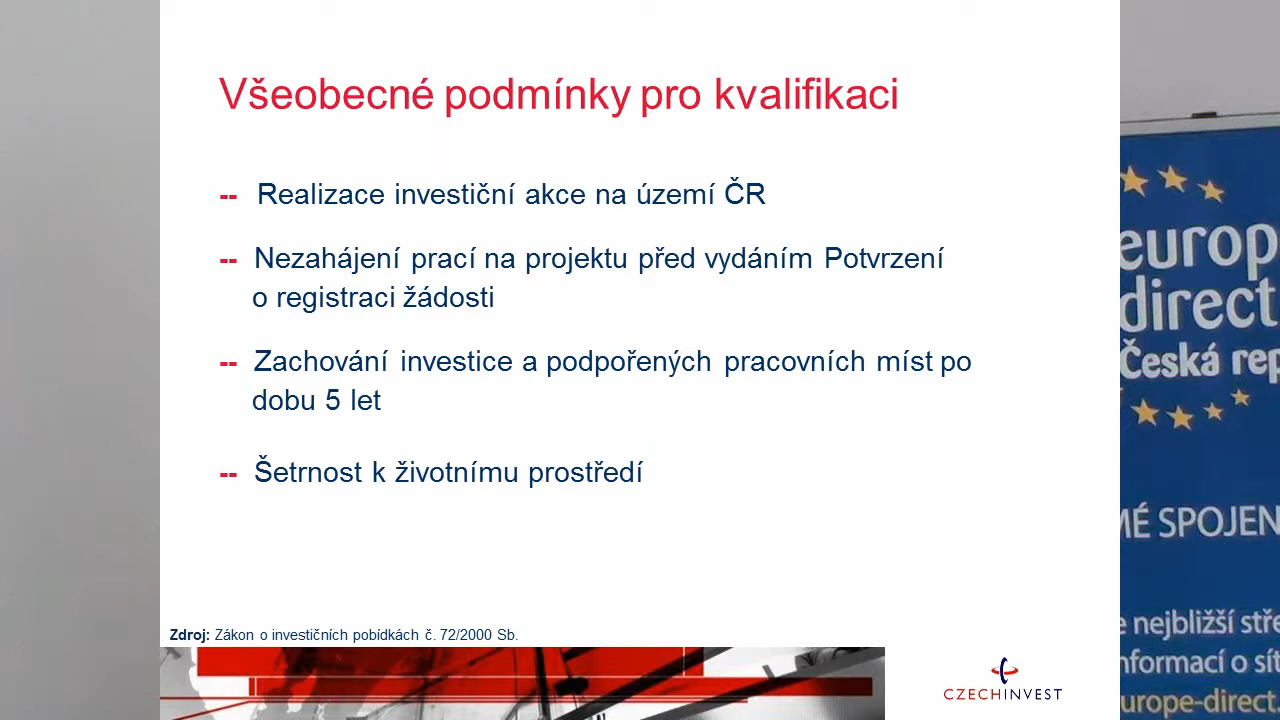 Všeobecné podmínky pro kvalifikaci
-- Realizace investiční akce na území ČR
-- Nezahájení prací na projektu před vydáním Potvrzení
o registraci žádosti
-- Zachování investice a podpořených pracovních míst po
dobu 5 let
-- Šetrnost k životnímu prostředí
Zdroj: Zákon o investičních pobídkách č. 72/2000 Sb.
CZECHINVEST
europ
direct
Česká rep
MÉ SPOJEN
e nejbližší stře
nformací o sít
urope-direct.